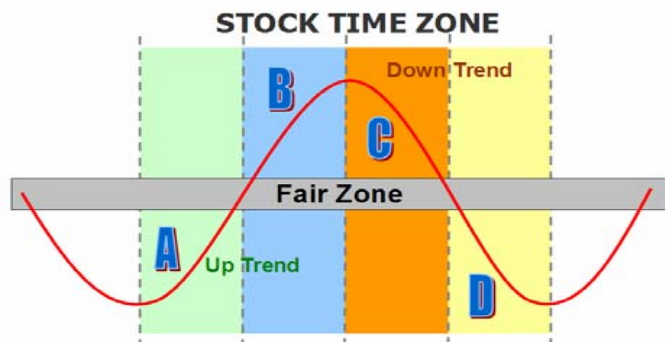 STOCK TIME ZONE
B
Down Trend
C
Fair Zone
A
Up Trend
D